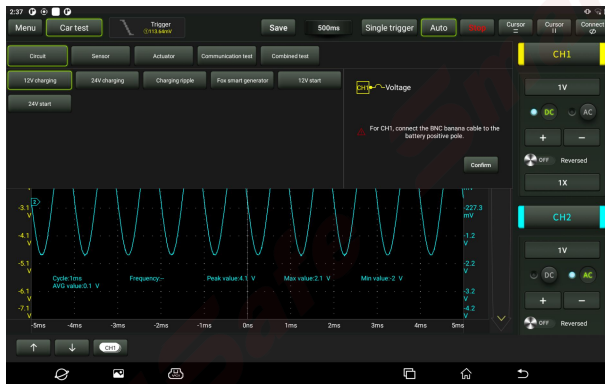 2:37
Menu
Car test
Trigger
①113.64mV
Save
500ms
Single trigger
Auto
Stop
Cursor
=
Cursor
II
Connect
Circuit
Sensor
Actuator
Communication test
Combined test
12V charging
24V charging
Charging ripple
Fox smart generator
12V start
24V start
CH1
Voltage
For CH1, connect the BNC banana cable to the
battery positive pole.
Confirm
CH1
1V
DC
AC
+
−
OFF
Reversed
1X
CH2
1V
DC
AC
+
−
OFF
Reversed
2
-3.1
V
-4.1
V
-5.1
V
-6.1
V
-7.1
V
mV
-227.3
mV
-1.2
V
-2.2
V
-3.2
V
-4.2
V
Cycle:1ms
Frequency:--
Peak value:4.1 V
Max value:2.1 V
Min value:-2 V
AVG value:0.1 V
-5ms
-4ms
-3ms
-2ms
-1ms
0ns
1ms
2ms
3ms
4ms
5ms
CH1